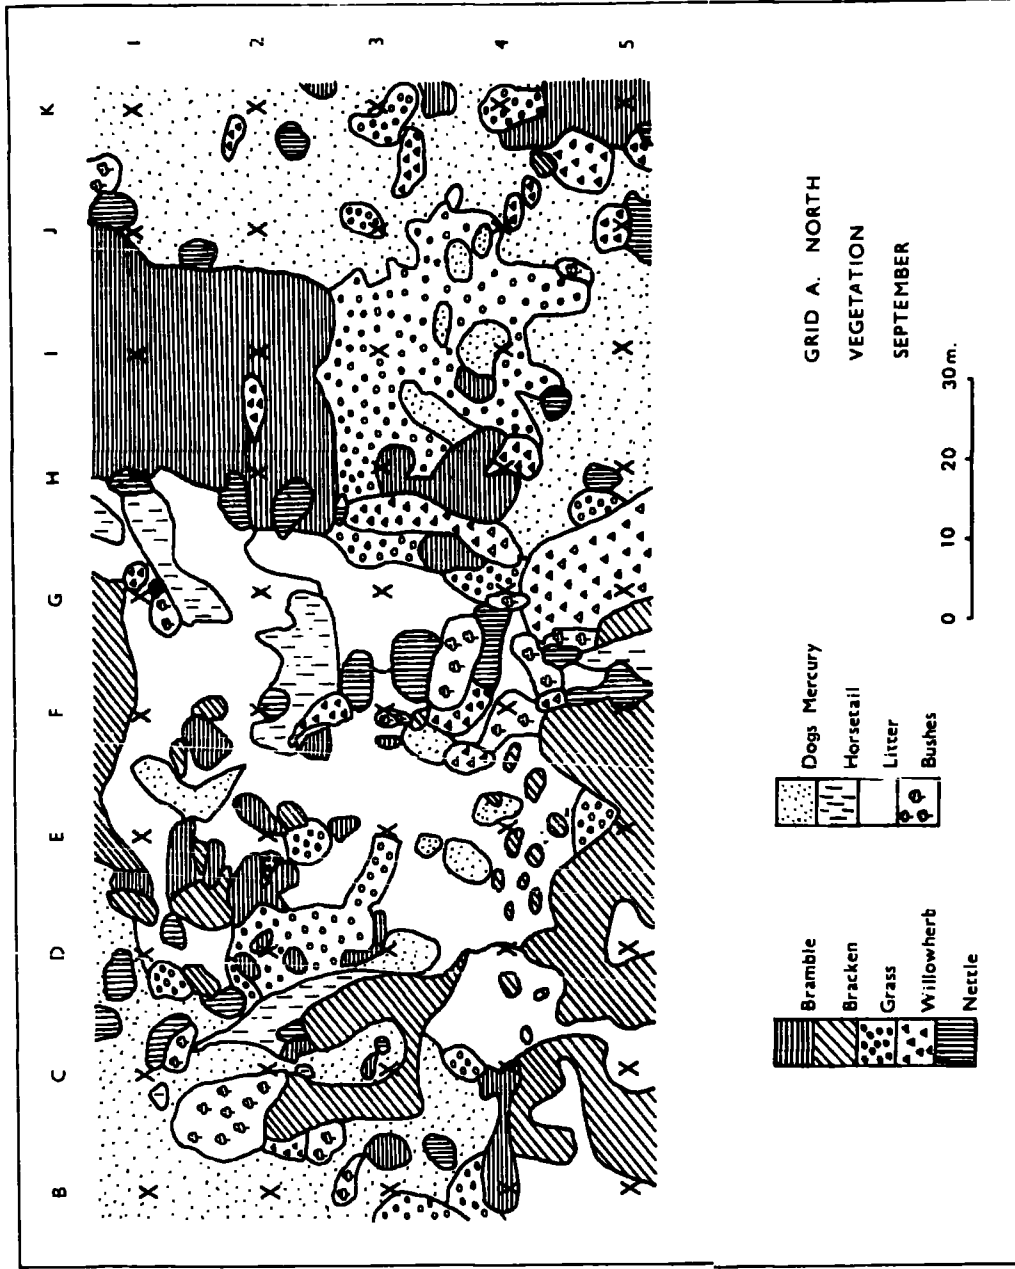 B C D E F G H I J K
1
2
3
4
5
GRID A. NORTH
VEGETATION
SEPTEMBER
0 10 20 30m.
Bramble
Bracken
Grass
Willowherb
Nettle
Dogs Mercury
Horsetail
Litter
Bushes